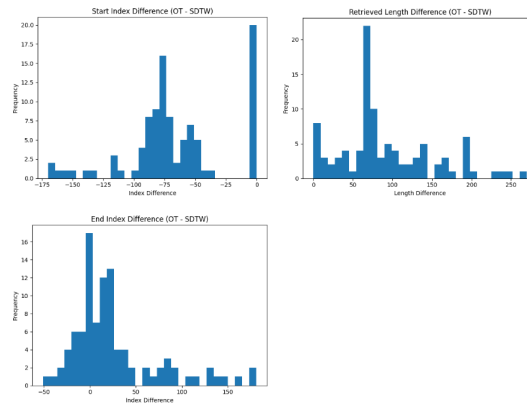 Start Index Difference (OT - SDTW)
20.0
17.5
15.0
12.5
10.0
7.5
5.0
2.5
0.0
Frequency
−175 −150 −125 −100 −75 −50 −25 0
Index Difference
Retrieved Length Difference (OT - SDTW)
20
15
10
5
0
Frequency
0 50 100 150 200 250
Length Difference
End Index Difference (OT - SDTW)
16
14
12
10
8
6
4
2
0
Frequency
−50 0 50 100 150
Index Difference